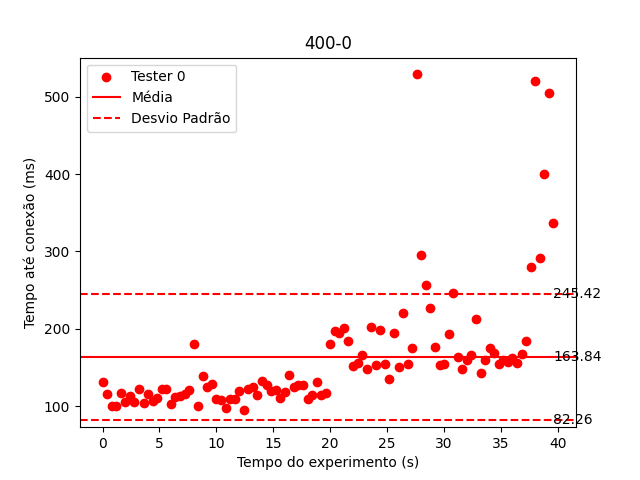 400-0
Tester 0
Média
Desvio Padrão
Tempo até conexão (ms)
500
400
300
200
100
245.42
163.84
82.26
0 5 10 15 20 25 30 35 40
Tempo do experimento (s)